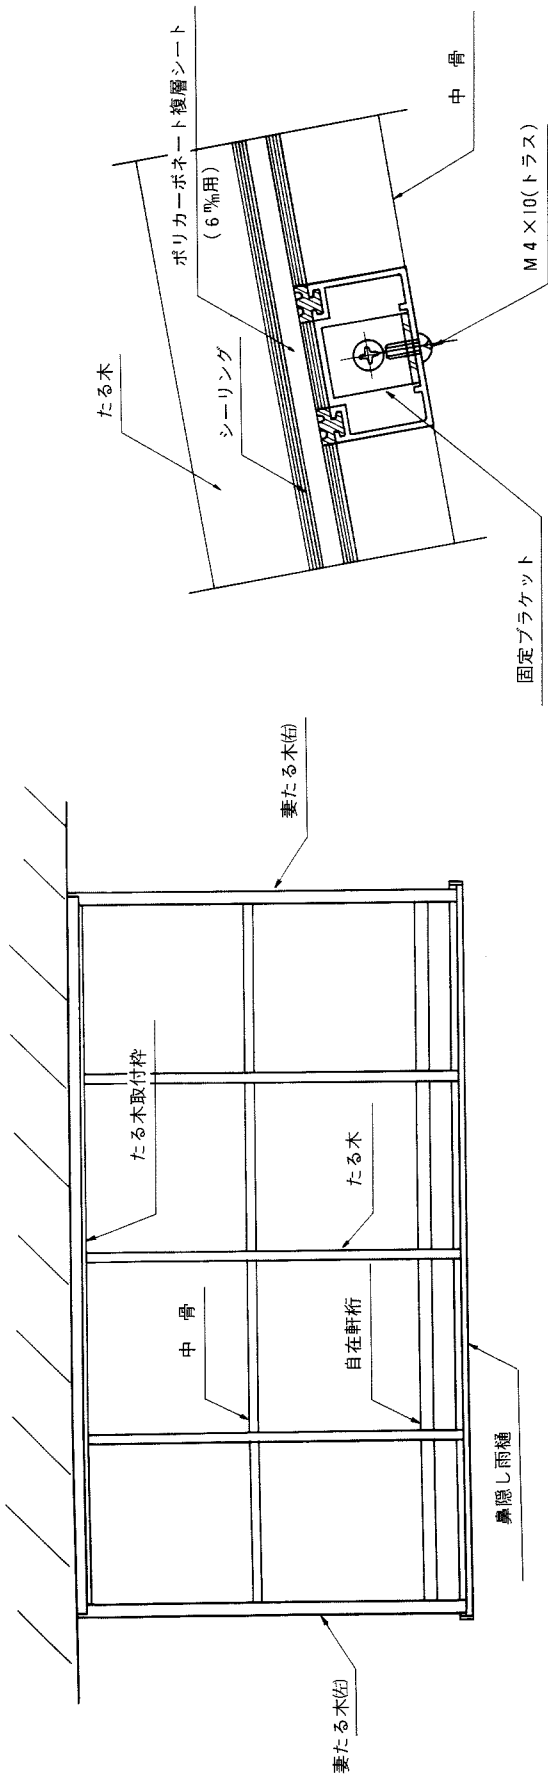 たる木取付枠
中骨
たる木
自在軒桁
妻たる木(左)
妻たる木(右)
鼻隠し雨樋
たる木
シーリング
ポリカーボネート複層シート
(6㎜用)
中骨
固定ブラケット
M4×10(トラス)